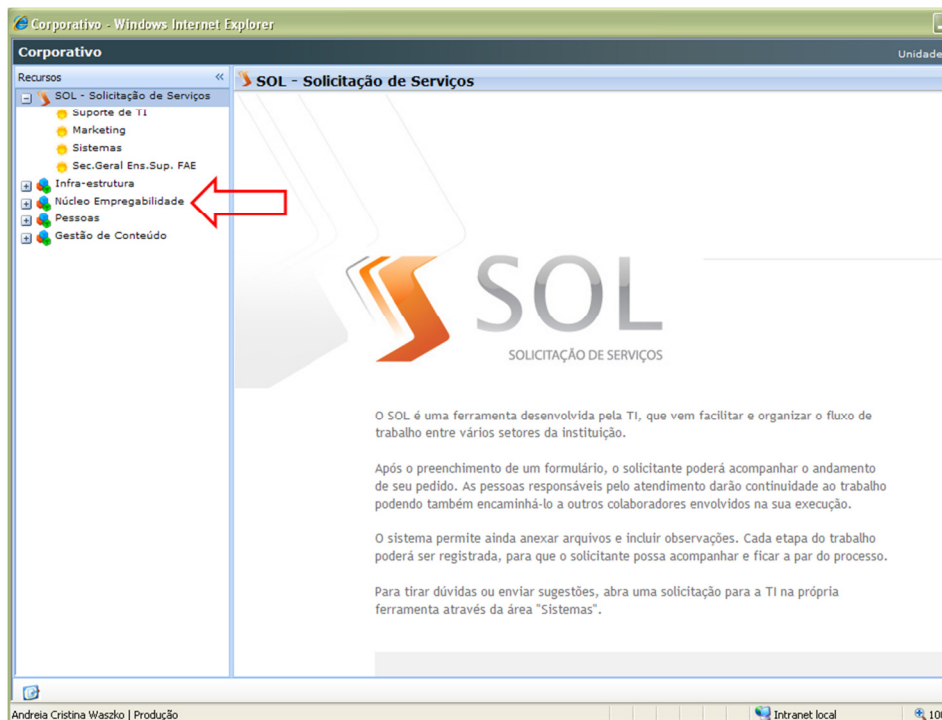 Corporativo - Windows Internet Explorer
Corporativo
Unidade
Recursos
SOL - Solicitação de Serviços
SOL - Solicitação de Serviços
Suporte de TI
Marketing
Sistemas
Sec.Geral Ens.Sup. FAE
Infra-estrutura
Núcleo Empregabilidade
Pessoas
Gestão de Conteúdo
SOL
SOLICITAÇÃO DE SERVIÇOS
O SOL é uma ferramenta desenvolvida pela TI, que vem facilitar e organizar o fluxo de
trabalho entre vários setores da instituição.
Após o preenchimento de um formulário, o solicitante poderá acompanhar o andamento
de seu pedido. As pessoas responsáveis pelo atendimento darão continuidade ao trabalho
podendo também encaminhá-lo a outros colaboradores envolvidos na sua execução.
O sistema permite ainda anexar arquivos e incluir observações. Cada etapa do trabalho
poderá ser registrada, para que o solicitante possa acompanhar e ficar a par do processo.
Para tirar dúvidas ou enviar sugestões, abra uma solicitação para a TI na própria
ferramenta através da área "Sistemas".
Andreia Cristina Waszko | Produção
Intranet local
100